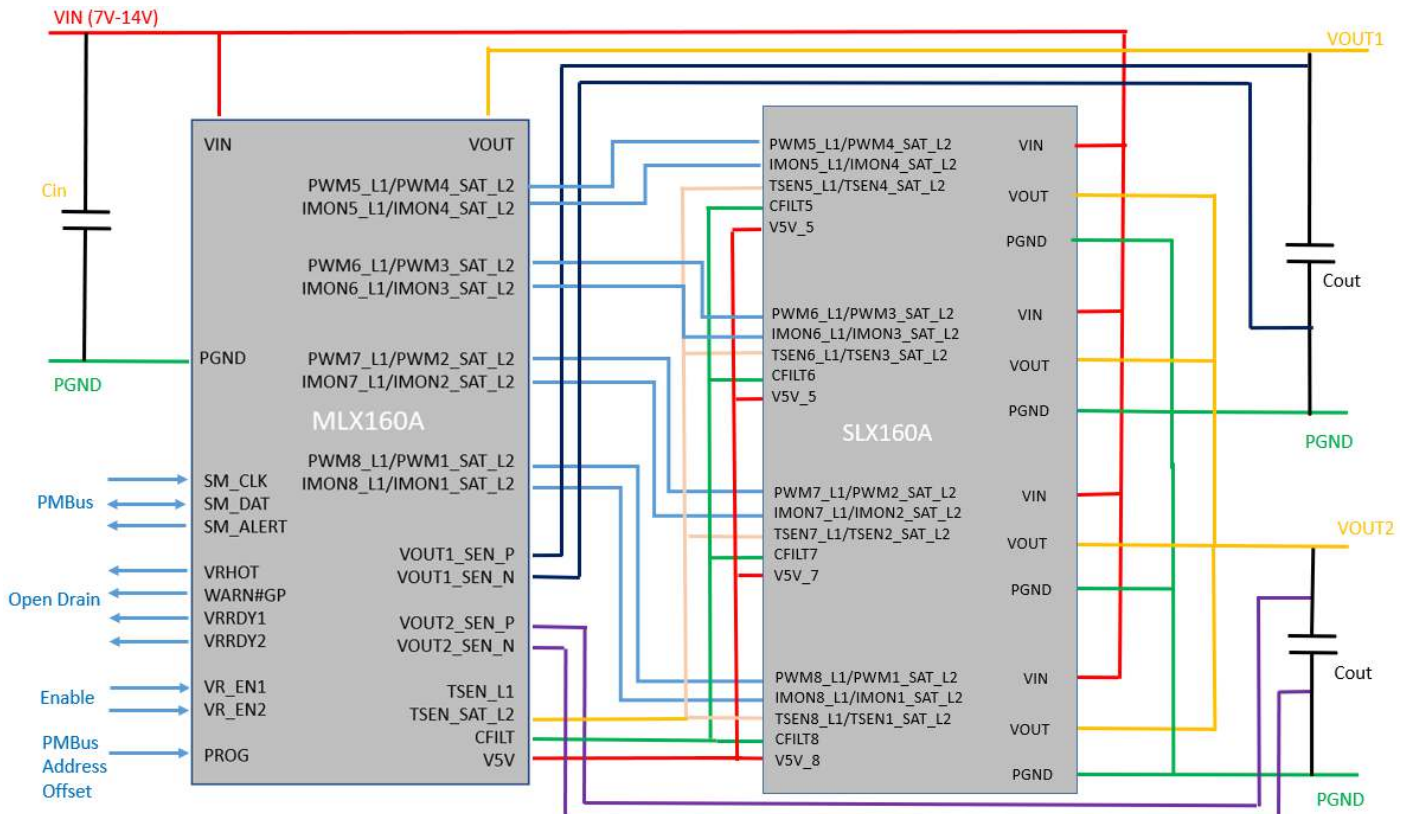 VIN (7V-14V)
VOUT1
Cin
PGND
VIN
VOUT
PWM5_L1/PWM4_SAT_L2
IMON5_L1/IMON4_SAT_L2
PWM6_L1/PWM3_SAT_L2
IMON6_L1/IMON3_SAT_L2
PGND
PWM7_L1/PWM2_SAT_L2
IMON7_L1/IMON2_SAT_L2
MLX160A
PWM8_L1/PWM1_SAT_L2
IMON8_L1/IMON1_SAT_L2
PMBus
SM_CLK
SM_DAT
SM_ALERT
VOUT1_SEN_P
VOUT1_SEN_N
Open Drain
VRHOT
WARN#GP
VRRDY1
VRRDY2
VOUT2_SEN_P
VOUT2_SEN_N
Enable
VR_EN1
VR_EN2
TSEN_L1
TSEN_SAT_L2
CFILT
V5V
PMBus
Address
Offset
PROG
PWM5_L1/PWM4_SAT_L2
IMON5_L1/IMON4_SAT_L2
TSEN5_L1/TSEN4_SAT_L2
CFILT5
V5V_5
VIN
VOUT
PGND
PWM6_L1/PWM3_SAT_L2
IMON6_L1/IMON3_SAT_L2
TSEN6_L1/TSEN3_SAT_L2
CFILT6
V5V_5
VIN
VOUT
PGND
SLX160A
PWM7_L1/PWM2_SAT_L2
IMON7_L1/IMON2_SAT_L2
TSEN7_L1/TSEN2_SAT_L2
CFILT7
V5V_7
VIN
VOUT
PGND
PWM8_L1/PWM1_SAT_L2
IMON8_L1/IMON1_SAT_L2
TSEN8_L1/TSEN1_SAT_L2
CFILT8
V5V_8
VIN
VOUT
PGND
Cout
PGND
VOUT2
Cout
PGND